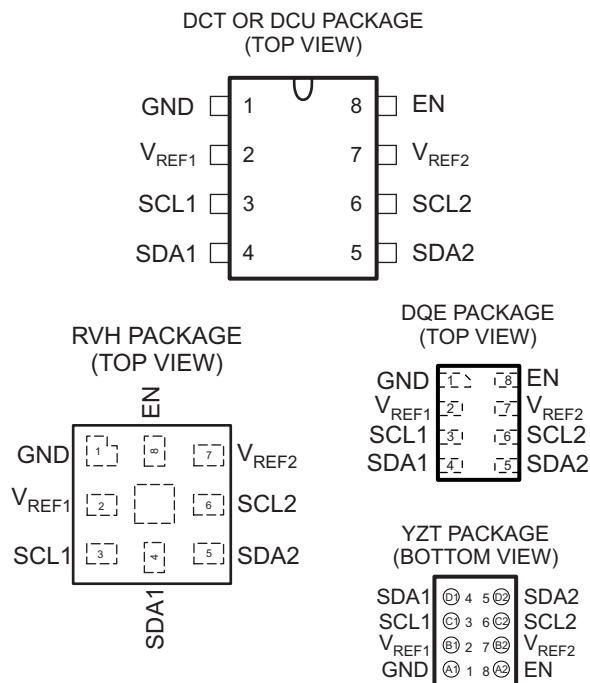 DCT OR DCU PACKAGE
(TOP VIEW)
GND 1 8 EN
VREF1 2 7 VREF2
SCL1 3 6 SCL2
SDA1 4 5 SDA2
RVH PACKAGE
(TOP VIEW)
EN
GND 1 8 7 VREF2
VREF1 2 6 SCL2
SCL1 3 4 5 SDA2
SDA1
DQE PACKAGE
(TOP VIEW)
GND 1 8 EN
VREF1 2 7 VREF2
SCL1 3 6 SCL2
SDA1 4 5 SDA2
YZT PACKAGE
(BOTTOM VIEW)
SDA1 D1 4 5 D2 SDA2
SCL1 C1 3 6 C2 SCL2
VREF1 B1 2 7 B2 VREF2
GND A1 1 8 A2 EN